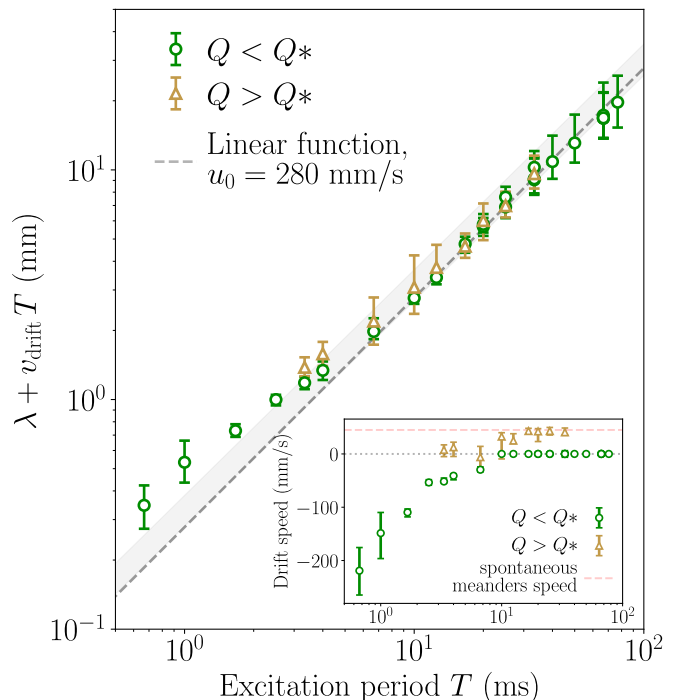 Q < Q*
Q > Q*
Linear function,
u₀ = 280 mm/s
λ + v_drift T (mm)
10¹
10⁰
10⁻¹
Drift speed (mm/s)
0
−100
−200
Q < Q*
Q > Q*
spontaneous
meanders speed
10⁰ 10¹ 10²
10⁰ 10¹ 10²
Excitation period T (ms)